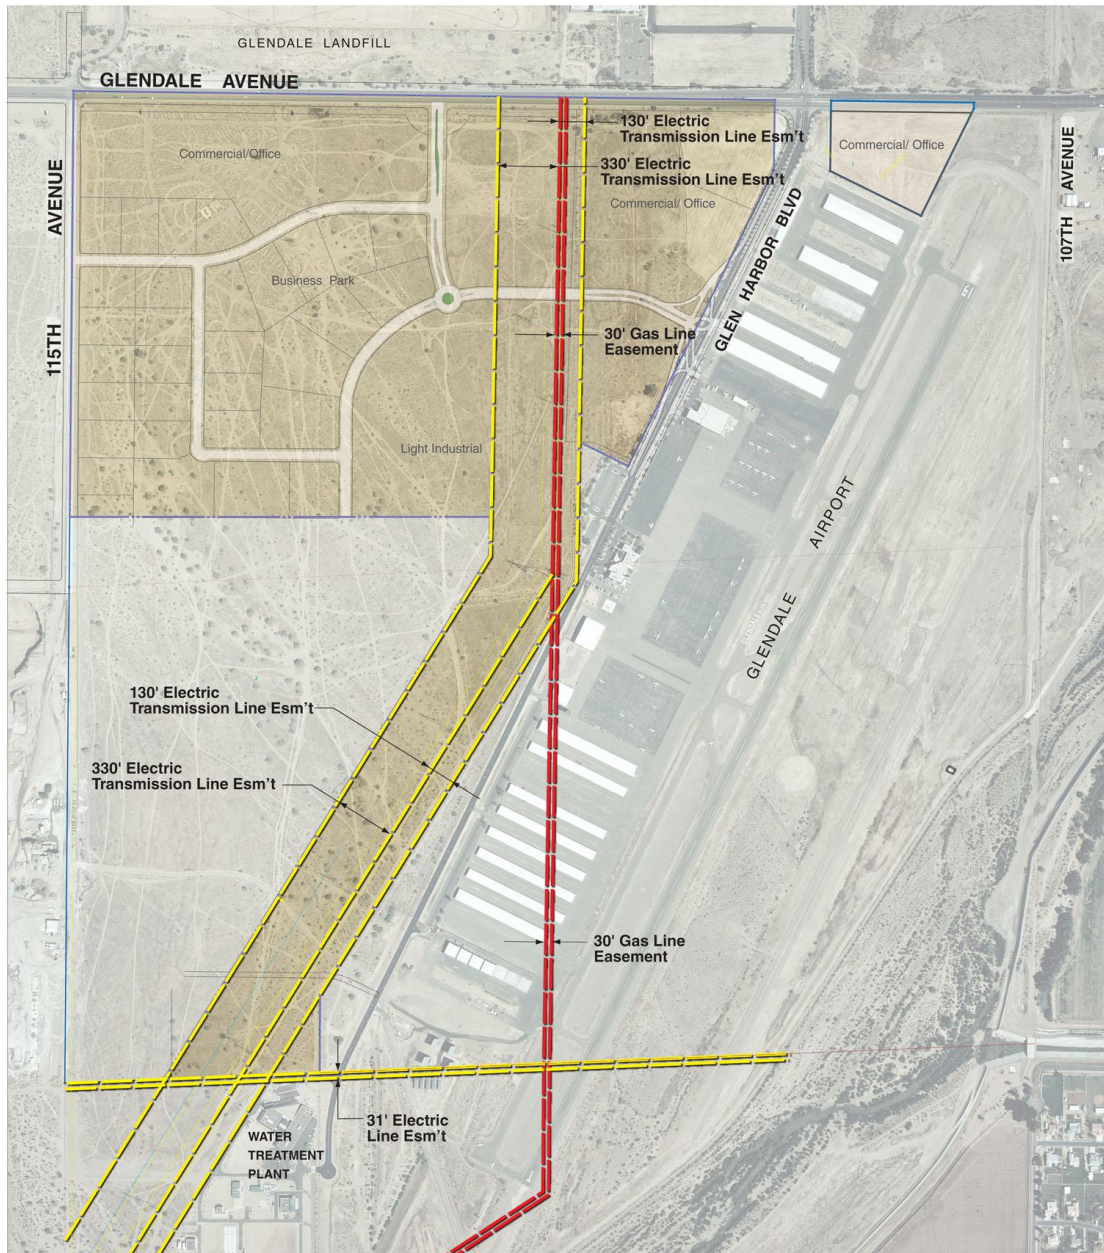 GLENDALE LANDFILL
GLENDALE AVENUE
130' Electric
Transmission Line Esm't
330' Electric
Transmission Line Esm't
Commercial/Office
Commercial/ Office
Commercial/ Office
115TH AVENUE
107TH AVENUE
GLEN HARBOR BLVD
Business Park
30' Gas Line
Easement
Light Industrial
GLENDALE AIRPORT
130' Electric
Transmission Line Esm't
330' Electric
Transmission Line Esm't
30' Gas Line
Easement
31' Electric
Line Esm't
WATER
TREATMENT
PLANT